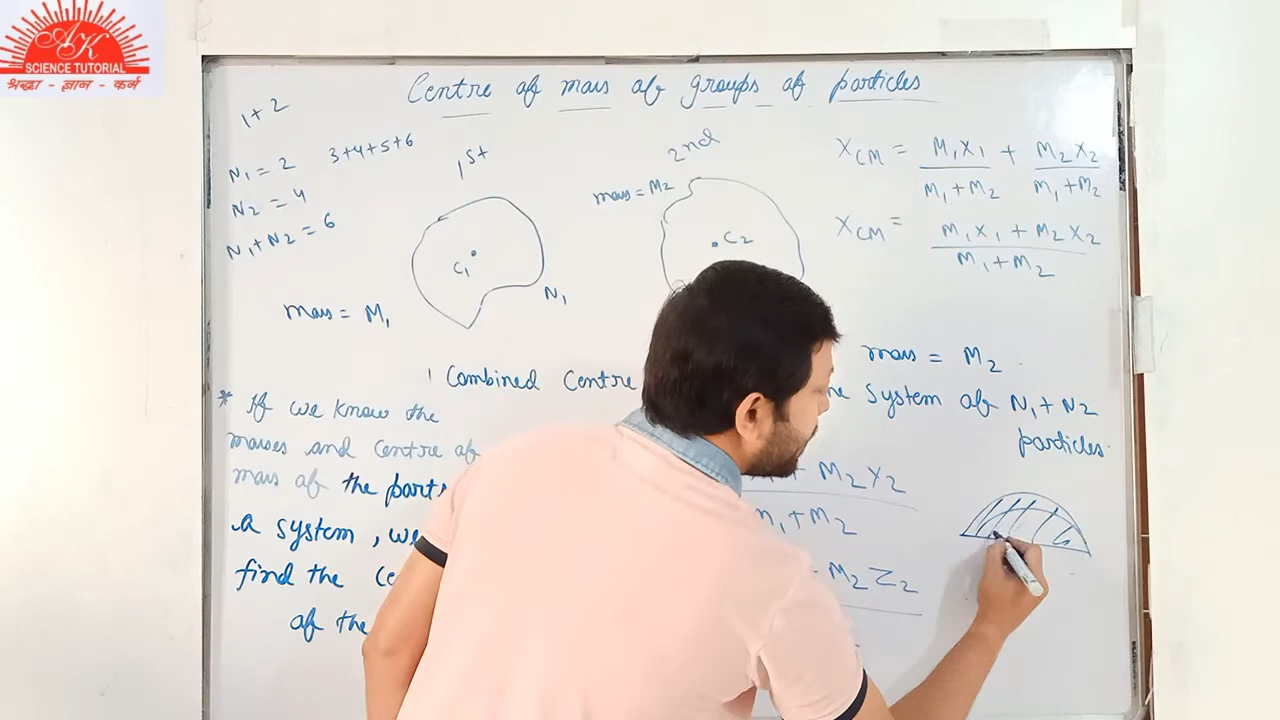 AK
SCIENCE TUTORIAL
श्रद्धा - ज्ञान - कर्म
Centre of mass of groups of particles
1+2
N1 = 2 3+4+5+6
N2 = 4
N1+N2 = 6
1st
C1
N1
mass = M1
2nd
mass = M2
C2
XCM = M1X1 / M1+M2 + M2X2 / M1+M2
XCM = M1X1 + M2X2 / M1+M2
mass = M2
Combined Centre
System of N1+N2
particles.
* If we know the
masses and centre of
mass of the parts
a system, we
find the
of the
+ M2Y2
m1+M2
M2Z2